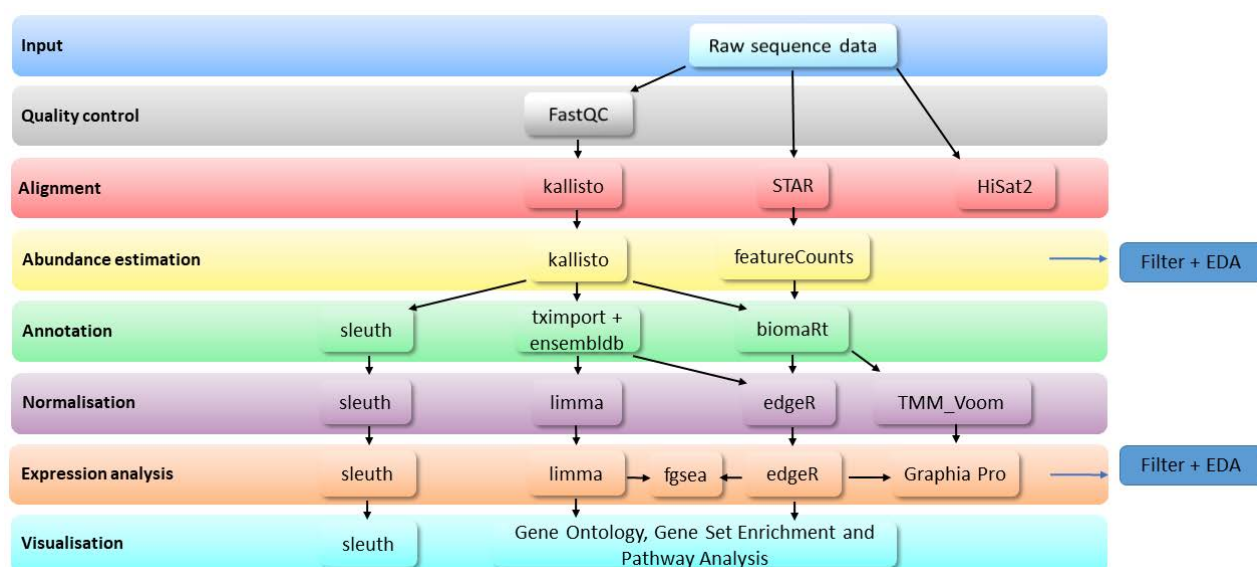 Input
Raw sequence data
Quality control
FastQC
Alignment
kallisto
STAR
HiSat2
Abundance estimation
kallisto
featureCounts
Filter + EDA
Annotation
sleuth
tximport +
ensembldb
biomaRt
Normalisation
sleuth
limma
edgeR
TMM_Voom
Expression analysis
sleuth
limma
fgsea
edgeR
Graphia Pro
Filter + EDA
Visualisation
sleuth
Gene Ontology, Gene Set Enrichment and
Pathway Analysis